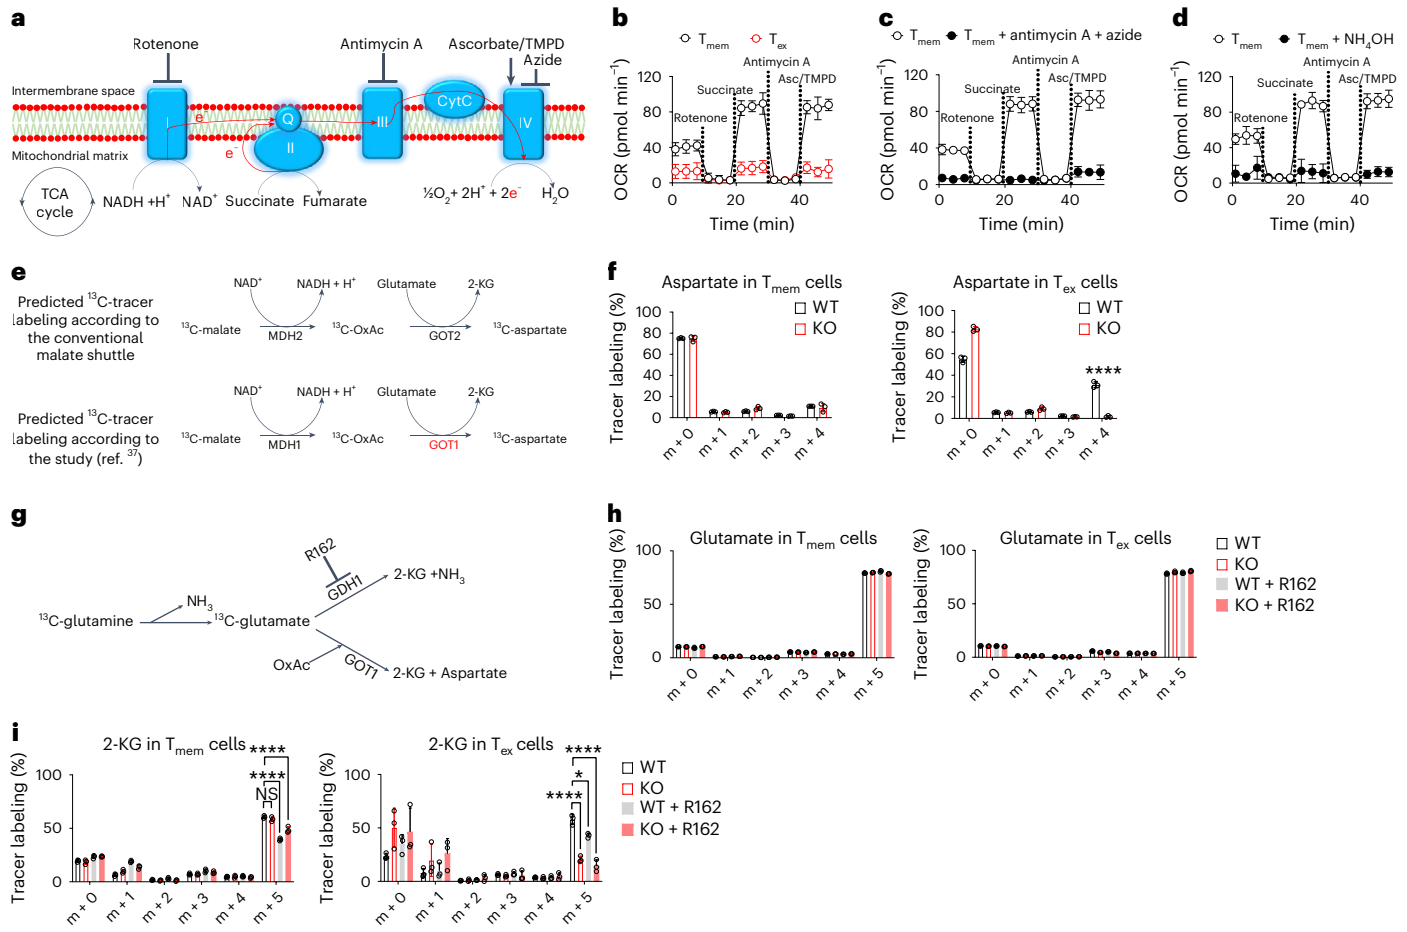 a
Rotenone
Antimycin A
Ascorbate/TMPD
Azide
Intermembrane space
I
e⁻
Q
II
III
CytC
IV
e⁻
Mitochondrial matrix
TCA
cycle
NADH +H⁺
NAD⁺
Succinate
Fumarate
½O₂+ 2H⁺ + 2e⁻
H₂O
b
Tmem
Tex
Antimycin A
Asc/TMPD
Succinate
Rotenone
OCR (pmol min⁻¹)
120
80
40
0
0 20 40
Time (min)
c
Tmem
Tmem + antimycin A + azide
Antimycin A
Asc/TMPD
Succinate
Rotenone
OCR (pmol min⁻¹)
120
80
40
0
0 20 40
Time (min)
d
Tmem
Tmem + NH₄OH
Antimycin A
Asc/TMPD
Succinate
Rotenone
OCR (pmol min⁻¹)
120
80
40
0
0 20 40
Time (min)
e
Predicted ¹³C-tracer
labeling according to
the conventional
malate shuttle
NAD⁺
NADH + H⁺
Glutamate
2-KG
¹³C-malate
MDH2
¹³C-OxAc
GOT2
¹³C-aspartate
Predicted ¹³C-tracer
labeling according to
the study (ref. ³⁷)
NAD⁺
NADH + H⁺
Glutamate
2-KG
¹³C-malate
MDH1
¹³C-OxAc
GOT1
¹³C-aspartate
f
Aspartate in Tmem cells
WT
KO
Tracer labeling (%)
100
80
60
40
20
0
m + 0
m + 1
m + 2
m + 3
m + 4
Aspartate in Tex cells
WT
KO
****
Tracer labeling (%)
100
80
60
40
20
0
m + 0
m + 1
m + 2
m + 3
m + 4
g
R162
GDH1
2-KG +NH₃
NH₃
¹³C-glutamine
¹³C-glutamate
OxAc
GOT1
2-KG + Aspartate
h
Glutamate in Tmem cells
Tracer labeling (%)
100
50
0
m + 0
m + 1
m + 2
m + 3
m + 4
m + 5
Glutamate in Tex cells
Tracer labeling (%)
100
50
0
m + 0
m + 1
m + 2
m + 3
m + 4
m + 5
WT
KO
WT + R162
KO + R162
i
2-KG in Tmem cells
****
****
NS
Tracer labeling (%)
100
50
0
m + 0
m + 1
m + 2
m + 3
m + 4
m + 5
2-KG in Tex cells
****
*
****
Tracer labeling (%)
100
50
0
m + 0
m + 1
m + 2
m + 3
m + 4
m + 5
WT
KO
WT + R162
KO + R162